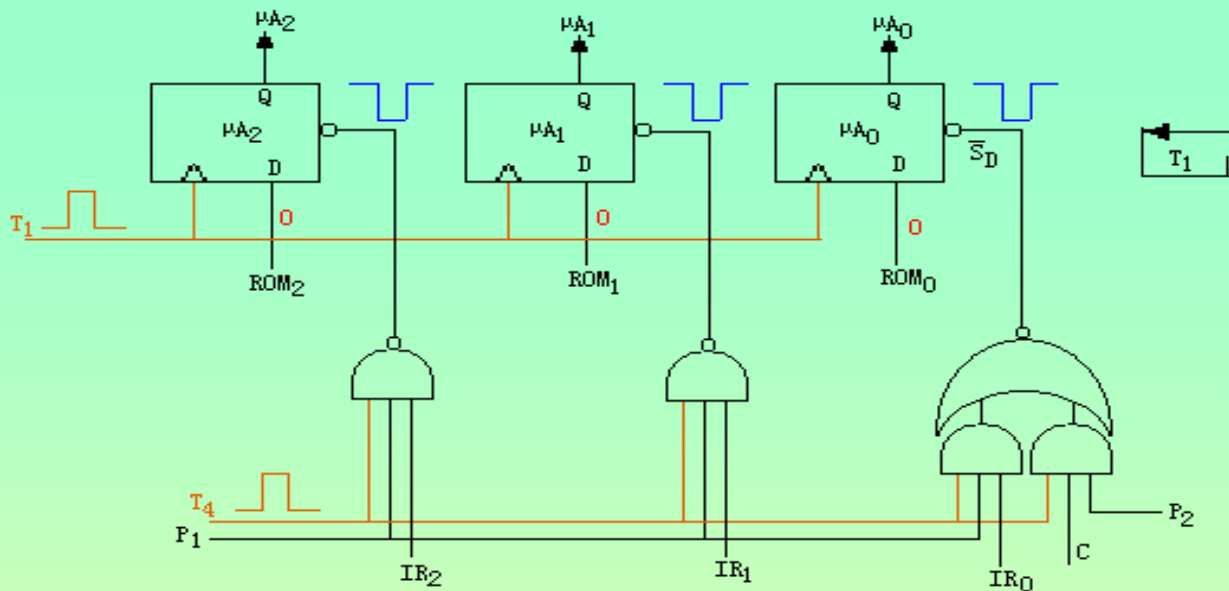 μA₂ μA₁ μA₀
Q Q Q
μA₂ μA₁ μA₀
S̅_D
D D D
T₁
T₁ 0 0 0
ROM₂ ROM₁ ROM₀
T₄
P₂
P₁
C
IR₂ IR₁ IR₀